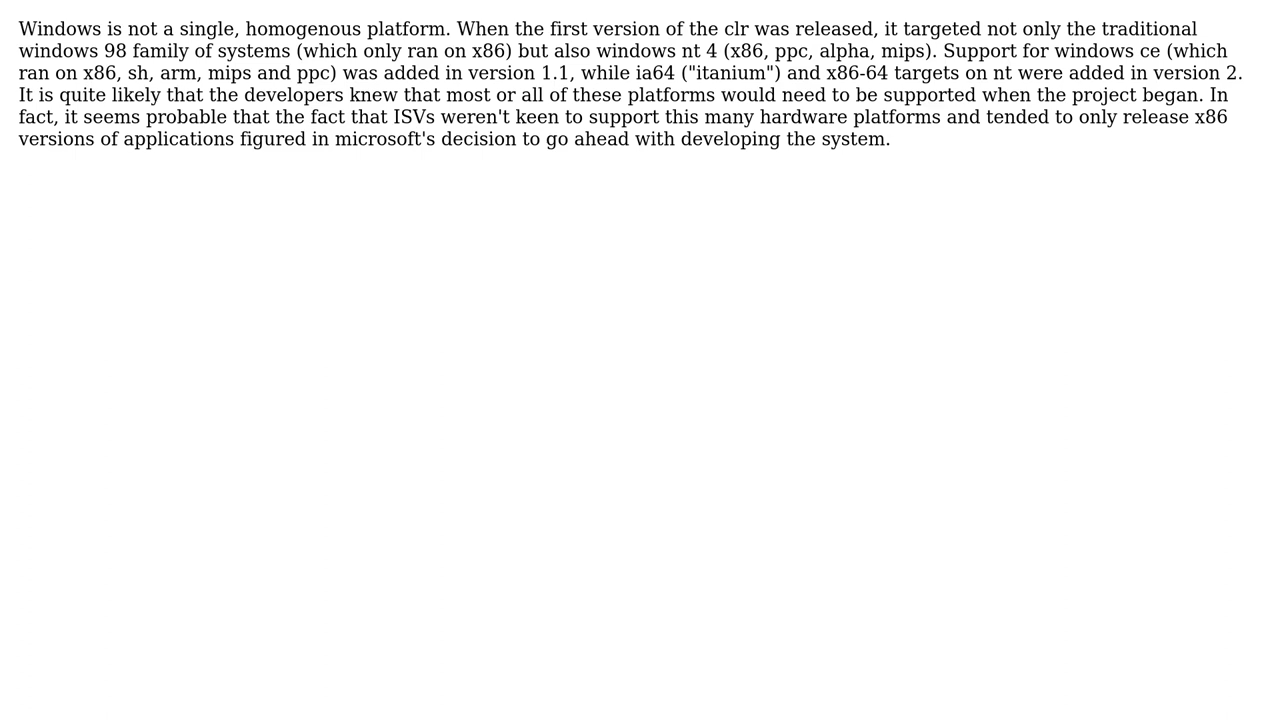 Windows is not a single, homogenous platform. When the first version of the clr was released, it targeted not only the traditional
windows 98 family of systems (which only ran on x86) but also windows nt 4 (x86, ppc, alpha, mips). Support for windows ce (which
ran on x86, sh, arm, mips and ppc) was added in version 1.1, while ia64 ("itanium") and x86-64 targets on nt were added in version 2.
It is quite likely that the developers knew that most or all of these platforms would need to be supported when the project began. In
fact, it seems probable that the fact that ISVs weren't keen to support this many hardware platforms and tended to only release x86
versions of applications figured in microsoft's decision to go ahead with developing the system.